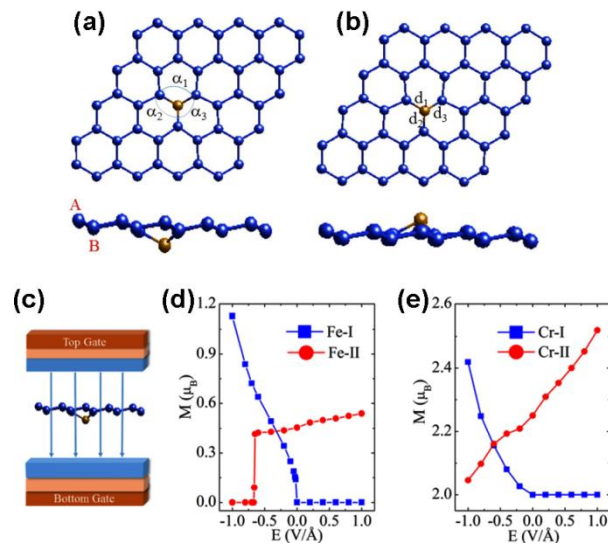 (a)
(b)
α₁
α₂
α₃
d₁
d₂
d₃
A
B
(c)
Top Gate
Bottom Gate
(d)
1.2
0.9
0.6
0.3
0.0
M (μ_B)
Fe-I
Fe-II
-1.0 -0.5 0.0 0.5 1.0
E (V/Å)
(e)
2.6
2.4
2.2
2.0
M (μ_B)
Cr-I
Cr-II
-1.0 -0.5 0.0 0.5 1.0
E (V/Å)